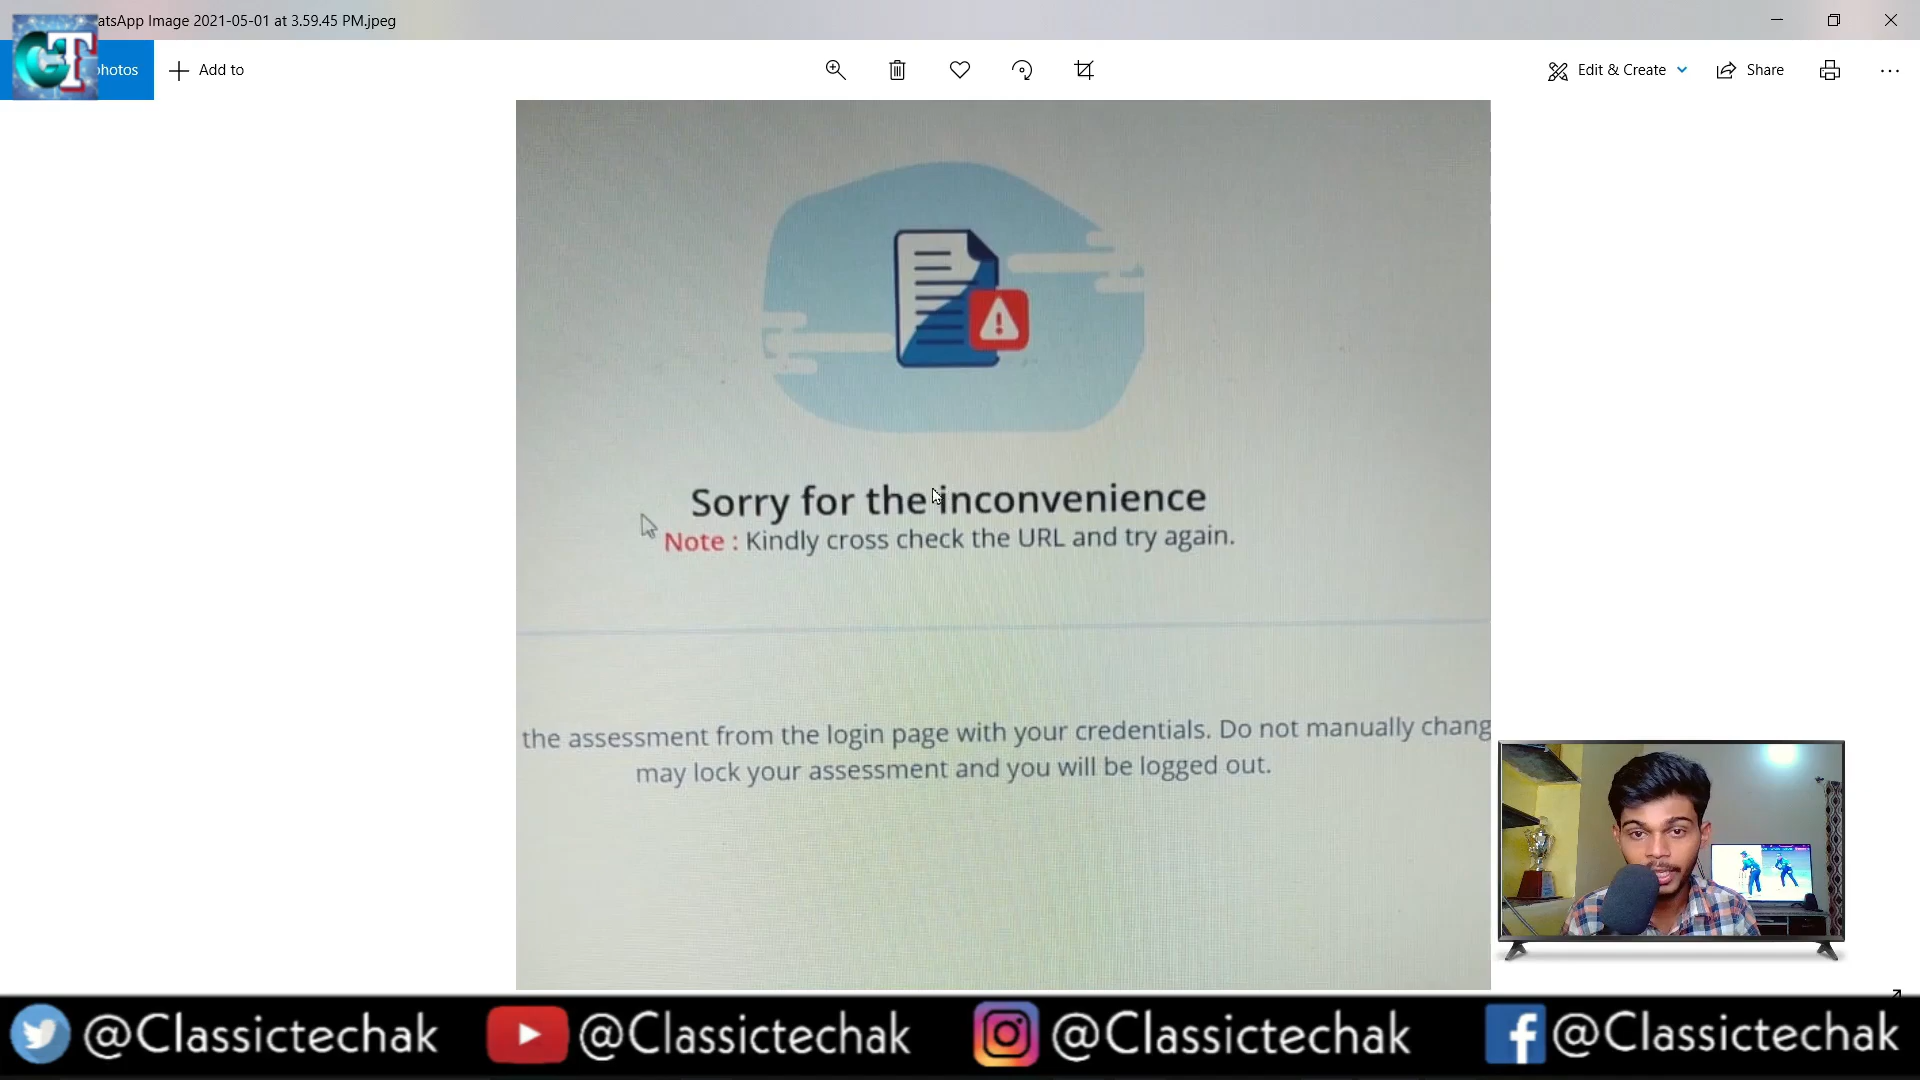 atsApp Image 2021-05-01 at 3.59.45 PM.jpeg
CT
photos
Add to
Edit & Create
Share
Sorry for the inconvenience
Note : Kindly cross check the URL and try again.
the assessment from the login page with your credentials. Do not manually chang
may lock your assessment and you will be logged out.
@Classictechak
@Classictechak
@Classictechak
@Classictechak